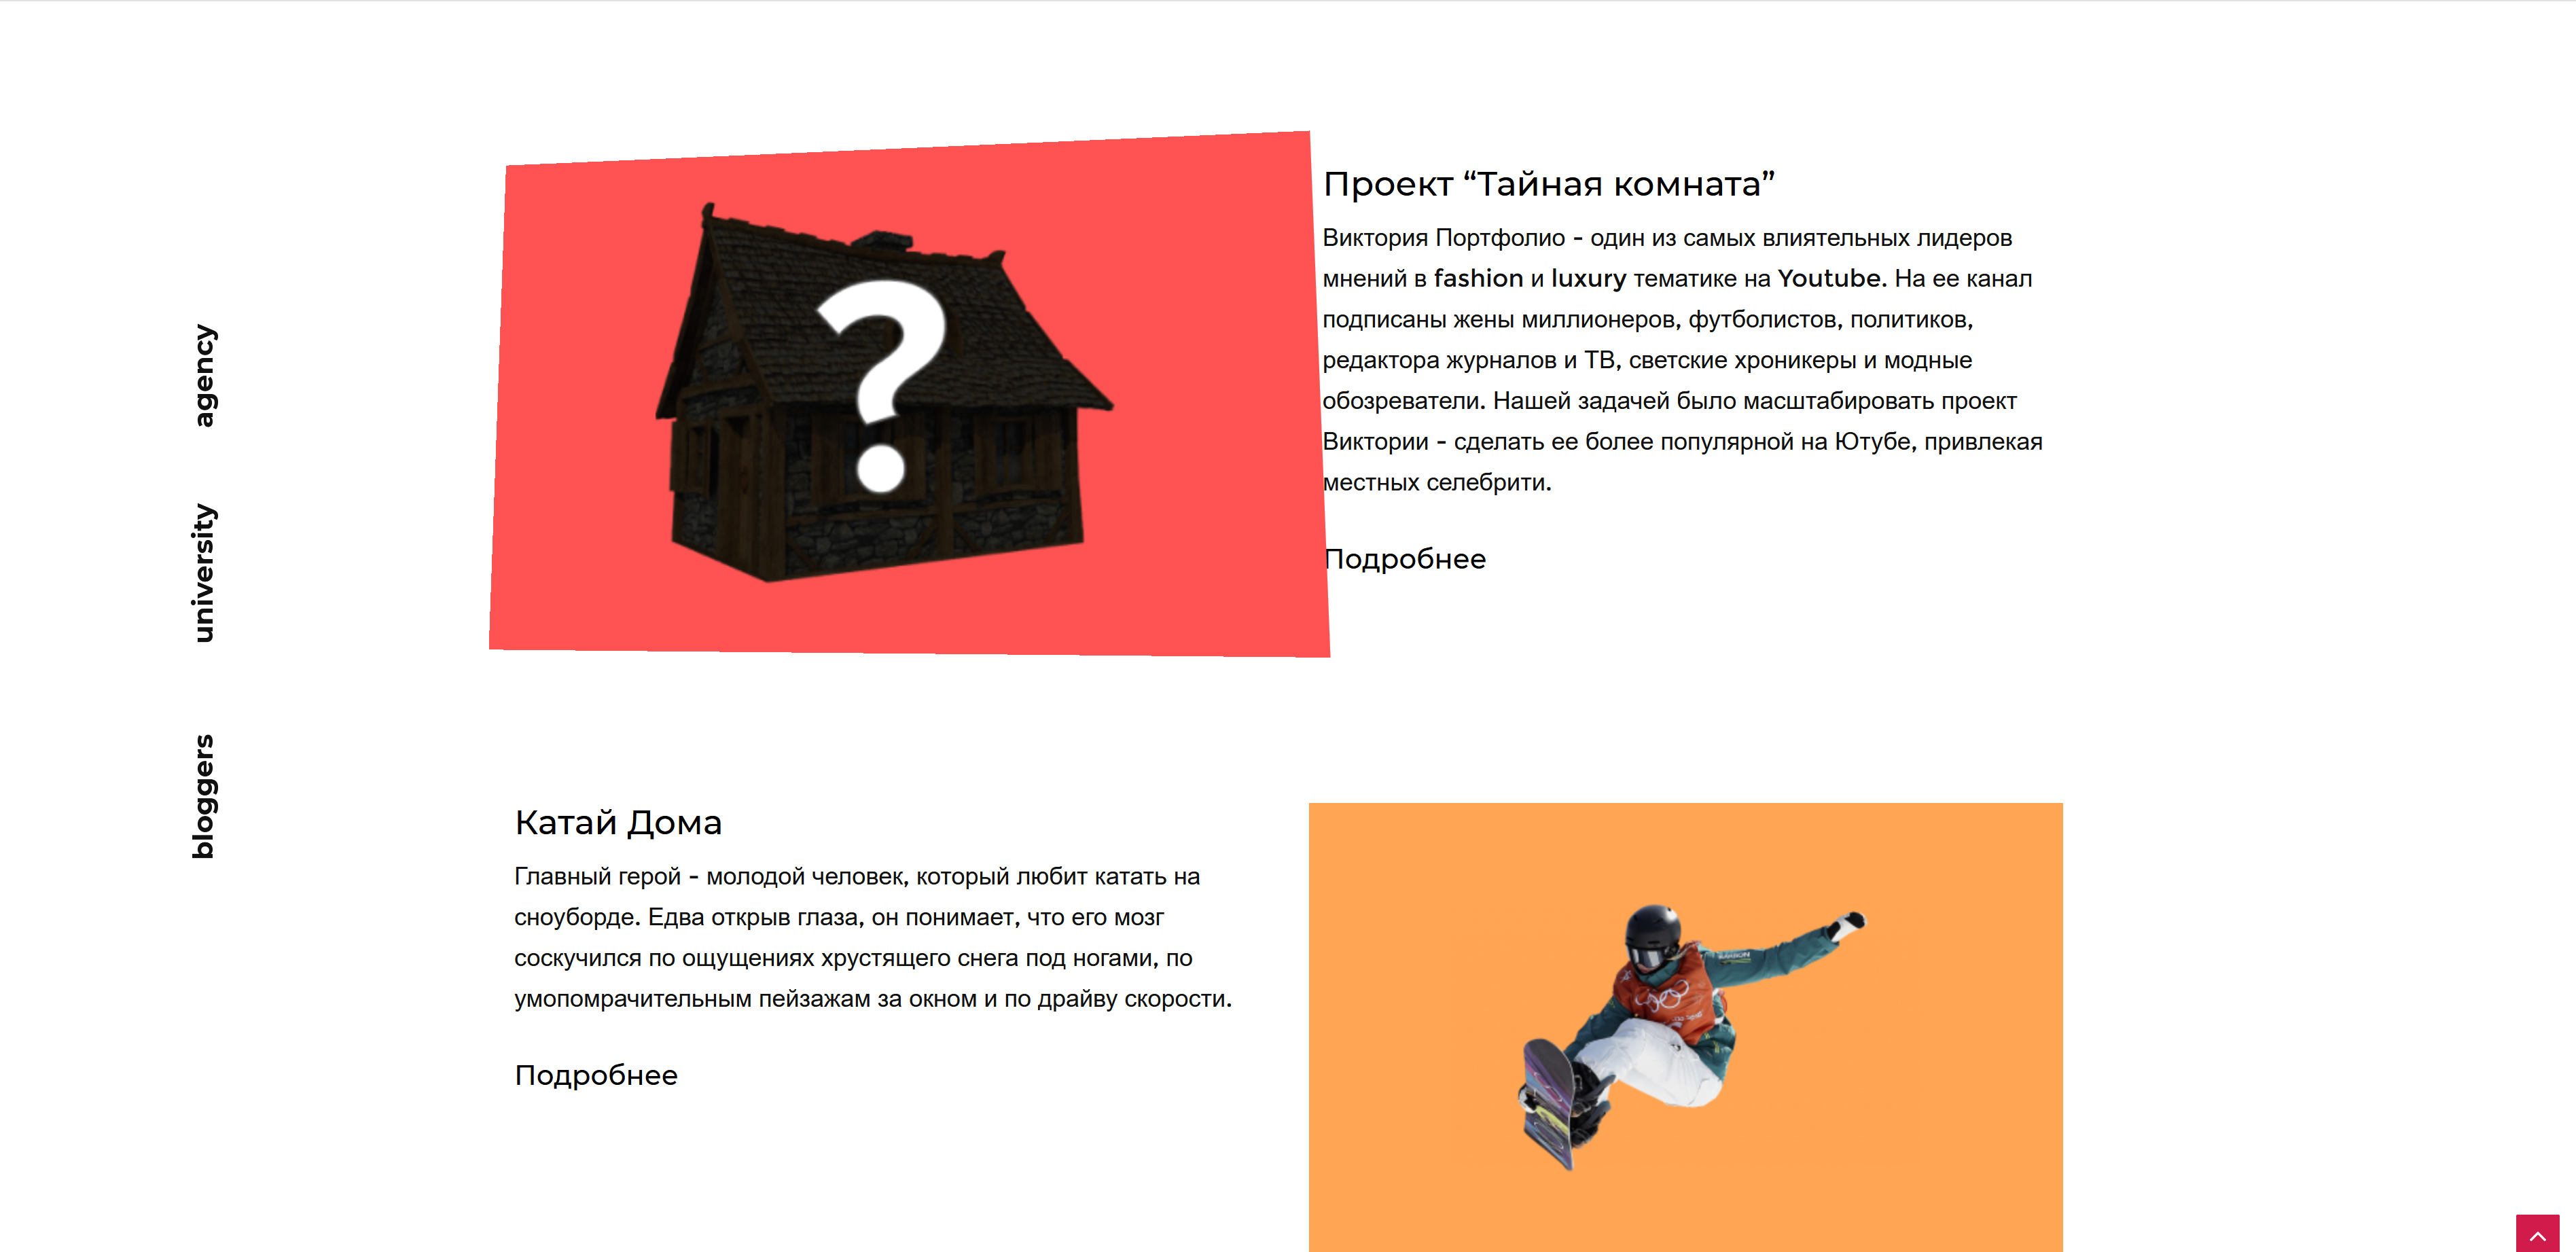 agency
university
bloggers
?
Проект “Тайная комната”
Виктория Портфолио - один из самых влиятельных лидеров
мнений в fashion и luxury тематике на Youtube. На ее канал
подписаны жены миллионеров, футболистов, политиков,
редактора журналов и ТВ, светские хроникеры и модные
обозреватели. Нашей задачей было масштабировать проект
Виктории - сделать ее более популярной на Ютубе, привлекая
местных селебрити.
Подробнее
Катай Дома
Главный герой - молодой человек, который любит катать на
сноуборде. Едва открыв глаза, он понимает, что его мозг
соскучился по ощущениях хрустящего снега под ногами, по
умопомрачительным пейзажам за окном и по драйву скорости.
Подробнее